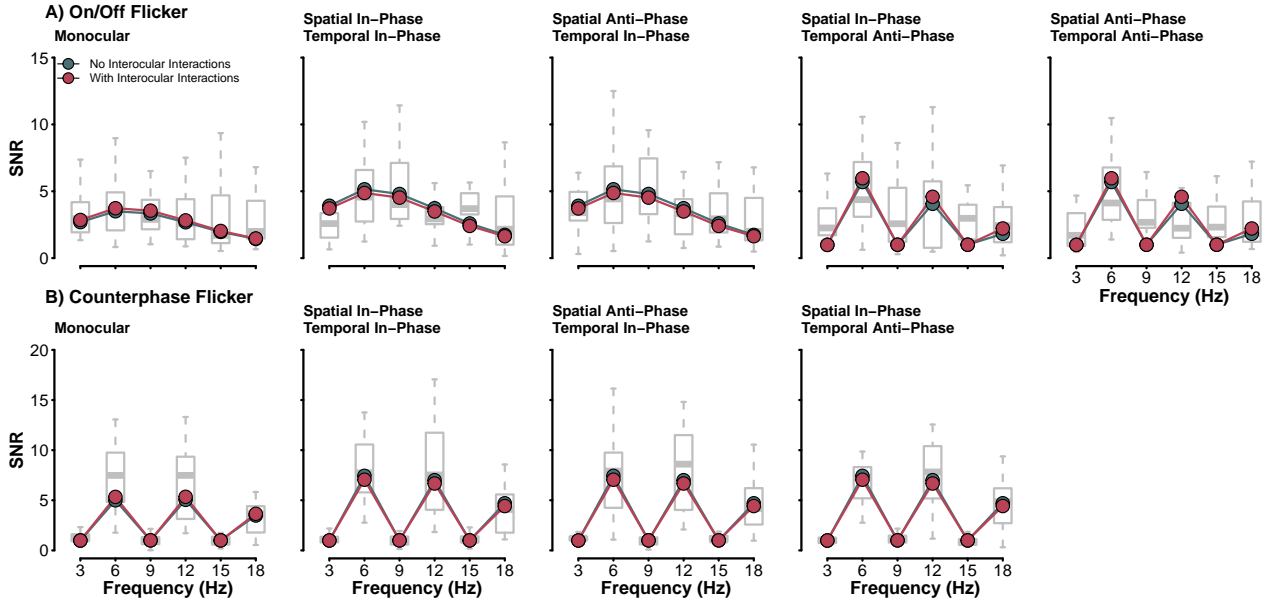 A) On/Off Flicker
Monocular
Spatial In–Phase
Temporal In–Phase
Spatial Anti–Phase
Temporal In–Phase
Spatial In–Phase
Temporal Anti–Phase
Spatial Anti–Phase
Temporal Anti–Phase
No Interocular Interactions
With Interocular Interactions
15
10
5
0
SNR
3 6 9 12 15 18
Frequency (Hz)
B) Counterphase Flicker
Monocular
Spatial In–Phase
Temporal In–Phase
Spatial Anti–Phase
Temporal In–Phase
Spatial In–Phase
Temporal Anti–Phase
20
15
10
5
0
SNR
3 6 9 12 15 18
Frequency (Hz)
3 6 9 12 15 18
Frequency (Hz)
3 6 9 12 15 18
Frequency (Hz)
3 6 9 12 15 18
Frequency (Hz)